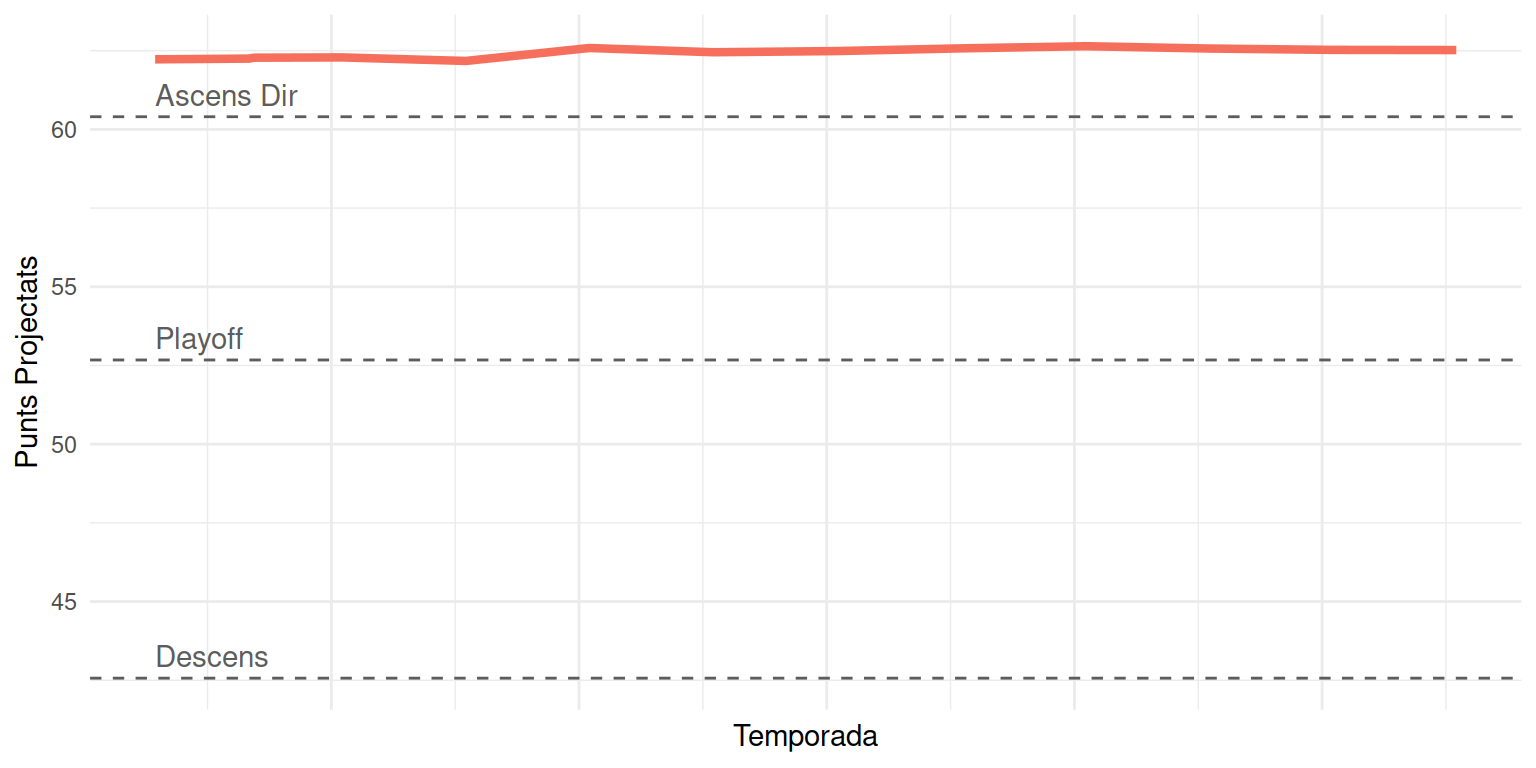 Ascens Dir
60
55
Playoff
50
45
Descens
Punts Projectats
Temporada